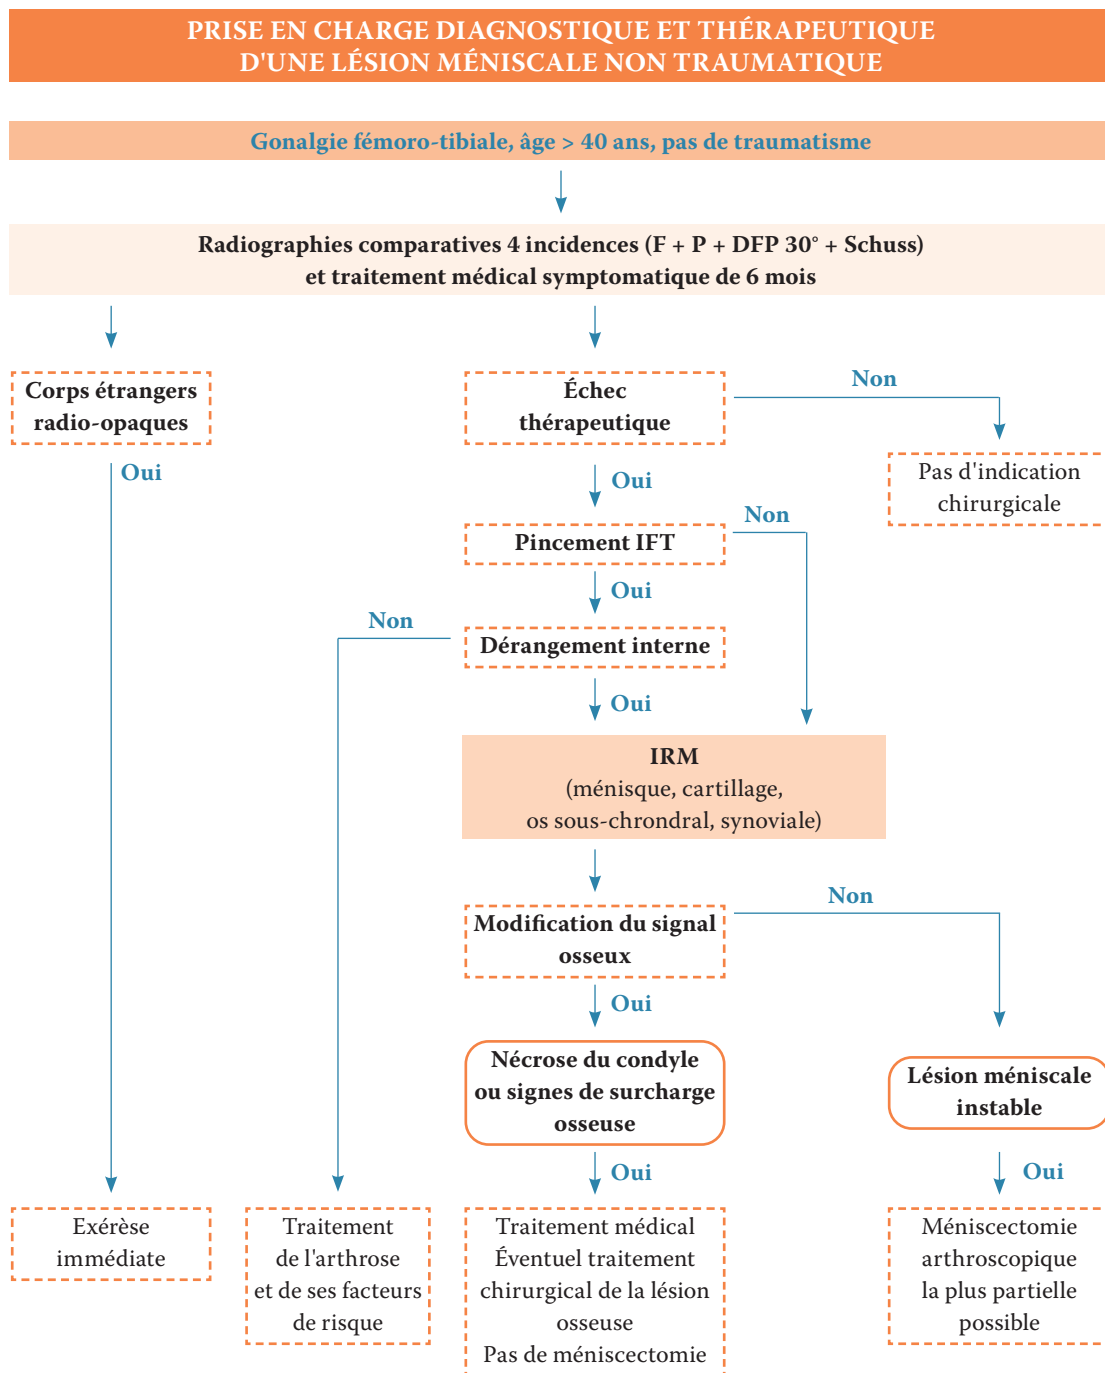 PRISE EN CHARGE DIAGNOSTIQUE ET THÉRAPEUTIQUE
D'UNE LÉSION MÉNISCALE NON TRAUMATIQUE
Gonalgie fémoro-tibiale, âge > 40 ans, pas de traumatisme
Radiographies comparatives 4 incidences (F + P + DFP 30° + Schuss)
et traitement médical symptomatique de 6 mois
Corps étrangers
radio-opaques
Échec
thérapeutique
Non
Pas d'indication
chirurgicale
Oui
Oui
Pincement IFT
Non
Oui
Dérangement interne
Non
Oui
IRM
(ménisque, cartillage,
os sous-chrondral, synoviale)
Modification du signal
osseux
Non
Oui
Nécrose du condyle
ou signes de surcharge
osseuse
Lésion méniscale
instable
Oui
Oui
Exérèse
immédiate
Traitement
de l'arthrose
et de ses facteurs
de risque
Traitement médical
Éventuel traitement
chirurgical de la lésion
osseuse
Pas de méniscectomie
Méniscectomie
arthroscopique
la plus partielle
possible